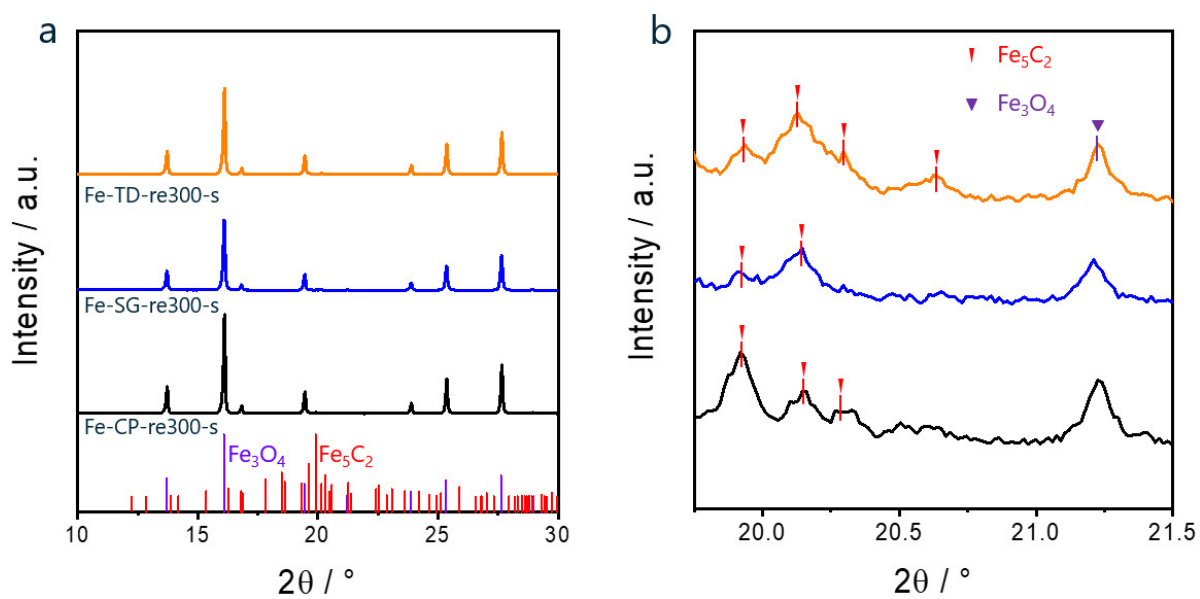 a
Intensity / a.u.
Fe-TD-re300-s
Fe-SG-re300-s
Fe-CP-re300-s
Fe₃O₄ Fe₅C₂
10 15 20 25 30
2θ / °
b
Intensity / a.u.
Fe₅C₂
Fe₃O₄
20.0 20.5 21.0 21.5
2θ / °